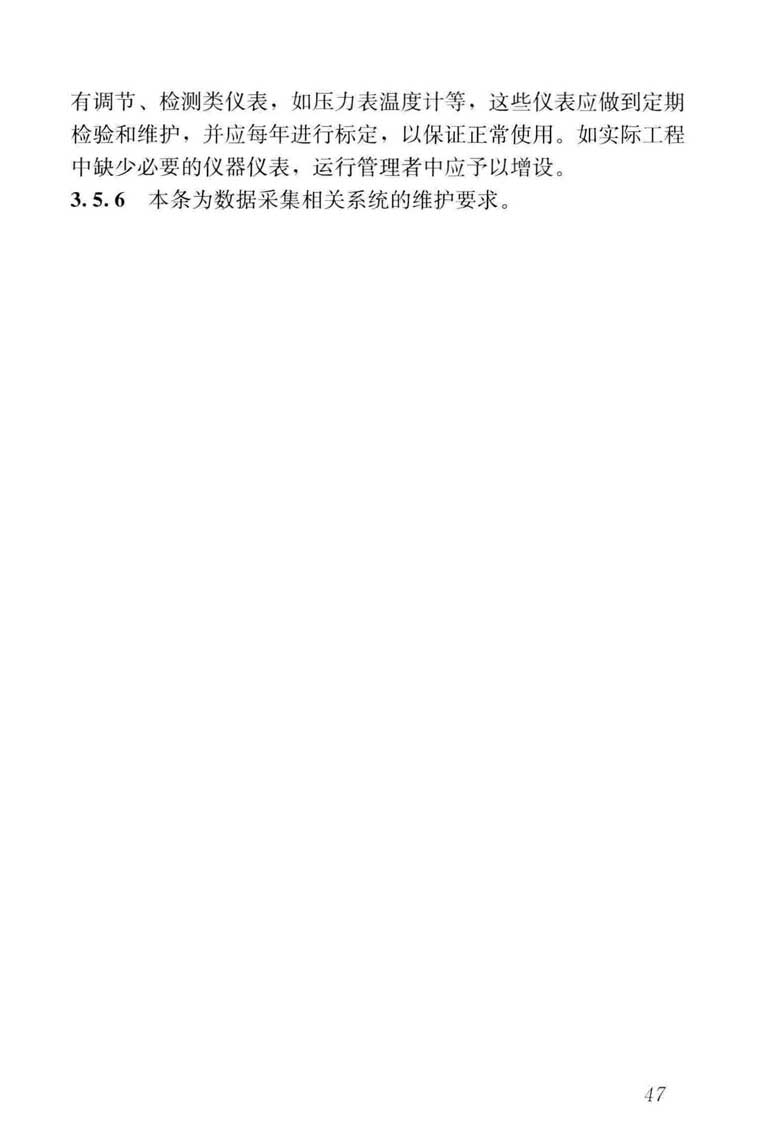 有调节、检测类仪表，如压力表温度计等，这些仪表应做到定期
检验和维护，并应每年进行标定，以保证正常使用。如实际工程
中缺少必要的仪器仪表，运行管理者中应予以增设。
3.5.6 本条为数据采集相关系统的维护要求。
47